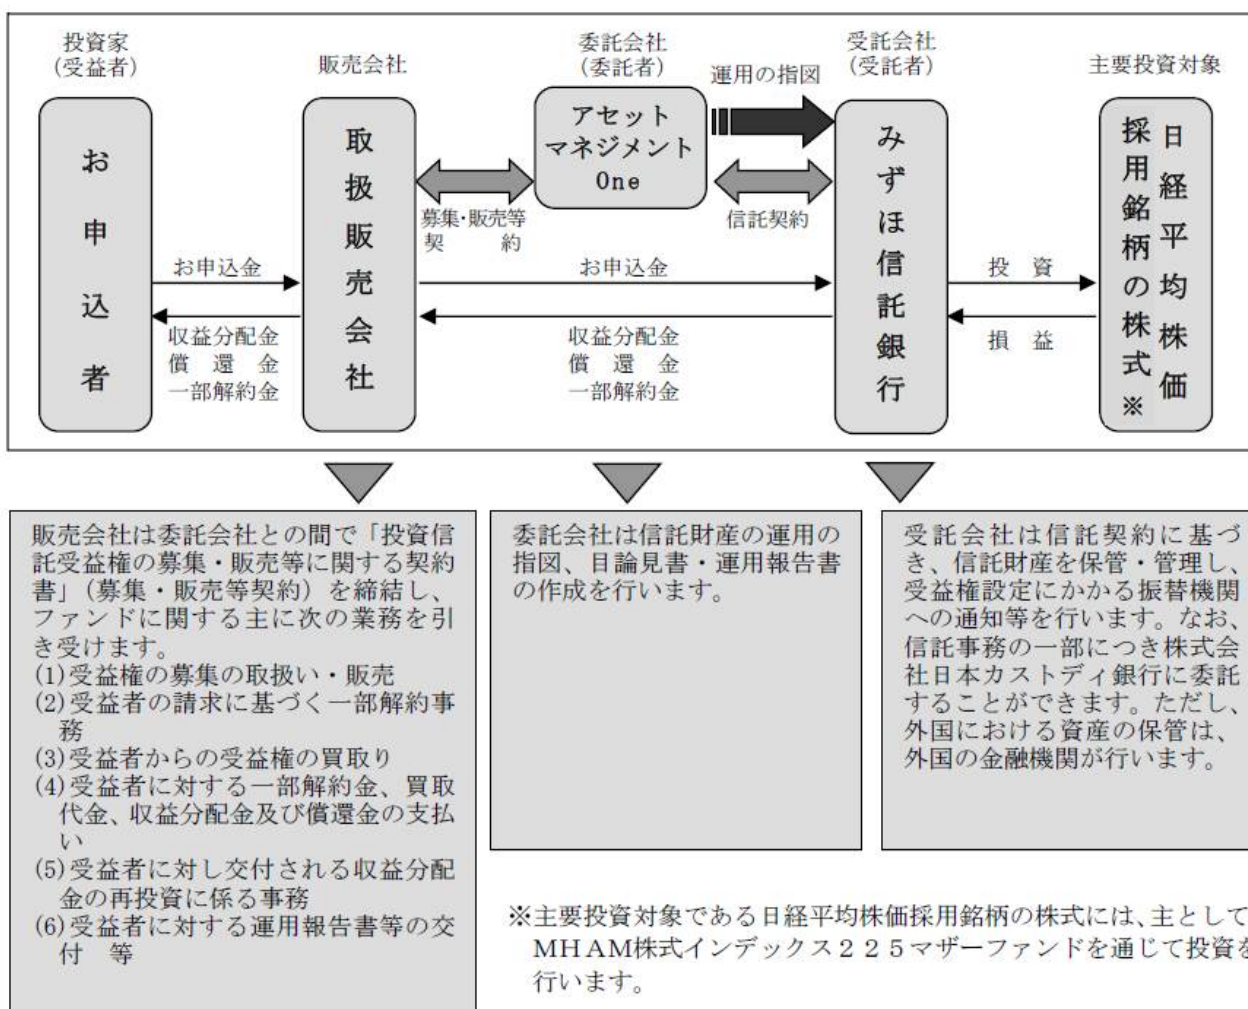 投資家
(受益者)
販売会社
委託会社
(委託者)
運用の指図
受託会社
(受託者)
主要投資対象
お申込者
取扱販売会社
アセット
マネジメント
One
みずほ信託銀行
日経平均株価
採用銘柄の株式※
募集・販売等
契　約
信託契約
お申込金
収益分配金
償　還　金
一部解約金
お申込金
収益分配金
償　還　金
一部解約金
投　資
損　益
販売会社は委託会社との間で「投資信
託受益権の募集・販売等に関する契約
書」（募集・販売等契約）を締結し、
ファンドに関する主に次の業務を引
き受けます。
(1)受益権の募集の取扱い・販売
(2)受益者の請求に基づく一部解約事
務
(3)受益者からの受益権の買取り
(4)受益者に対する一部解約金、買取
代金、収益分配金及び償還金の支払
い
(5)受益者に対し交付される収益分配
金の再投資に係る事務
(6)受益者に対する運用報告書等の交
付　等
委託会社は信託財産の運用の
指図、目論見書・運用報告書
の作成を行います。
受託会社は信託契約に基づ
き、信託財産を保管・管理し、
受益権設定にかかる振替機関
への通知等を行います。なお、
信託事務の一部につき株式会
社日本カストディ銀行に委託
することができます。ただし、
外国における資産の保管は、
外国の金融機関が行います。
※主要投資対象である日経平均株価採用銘柄の株式には、主として
MHAM株式インデックス２２５マザーファンドを通じて投資を
行います。